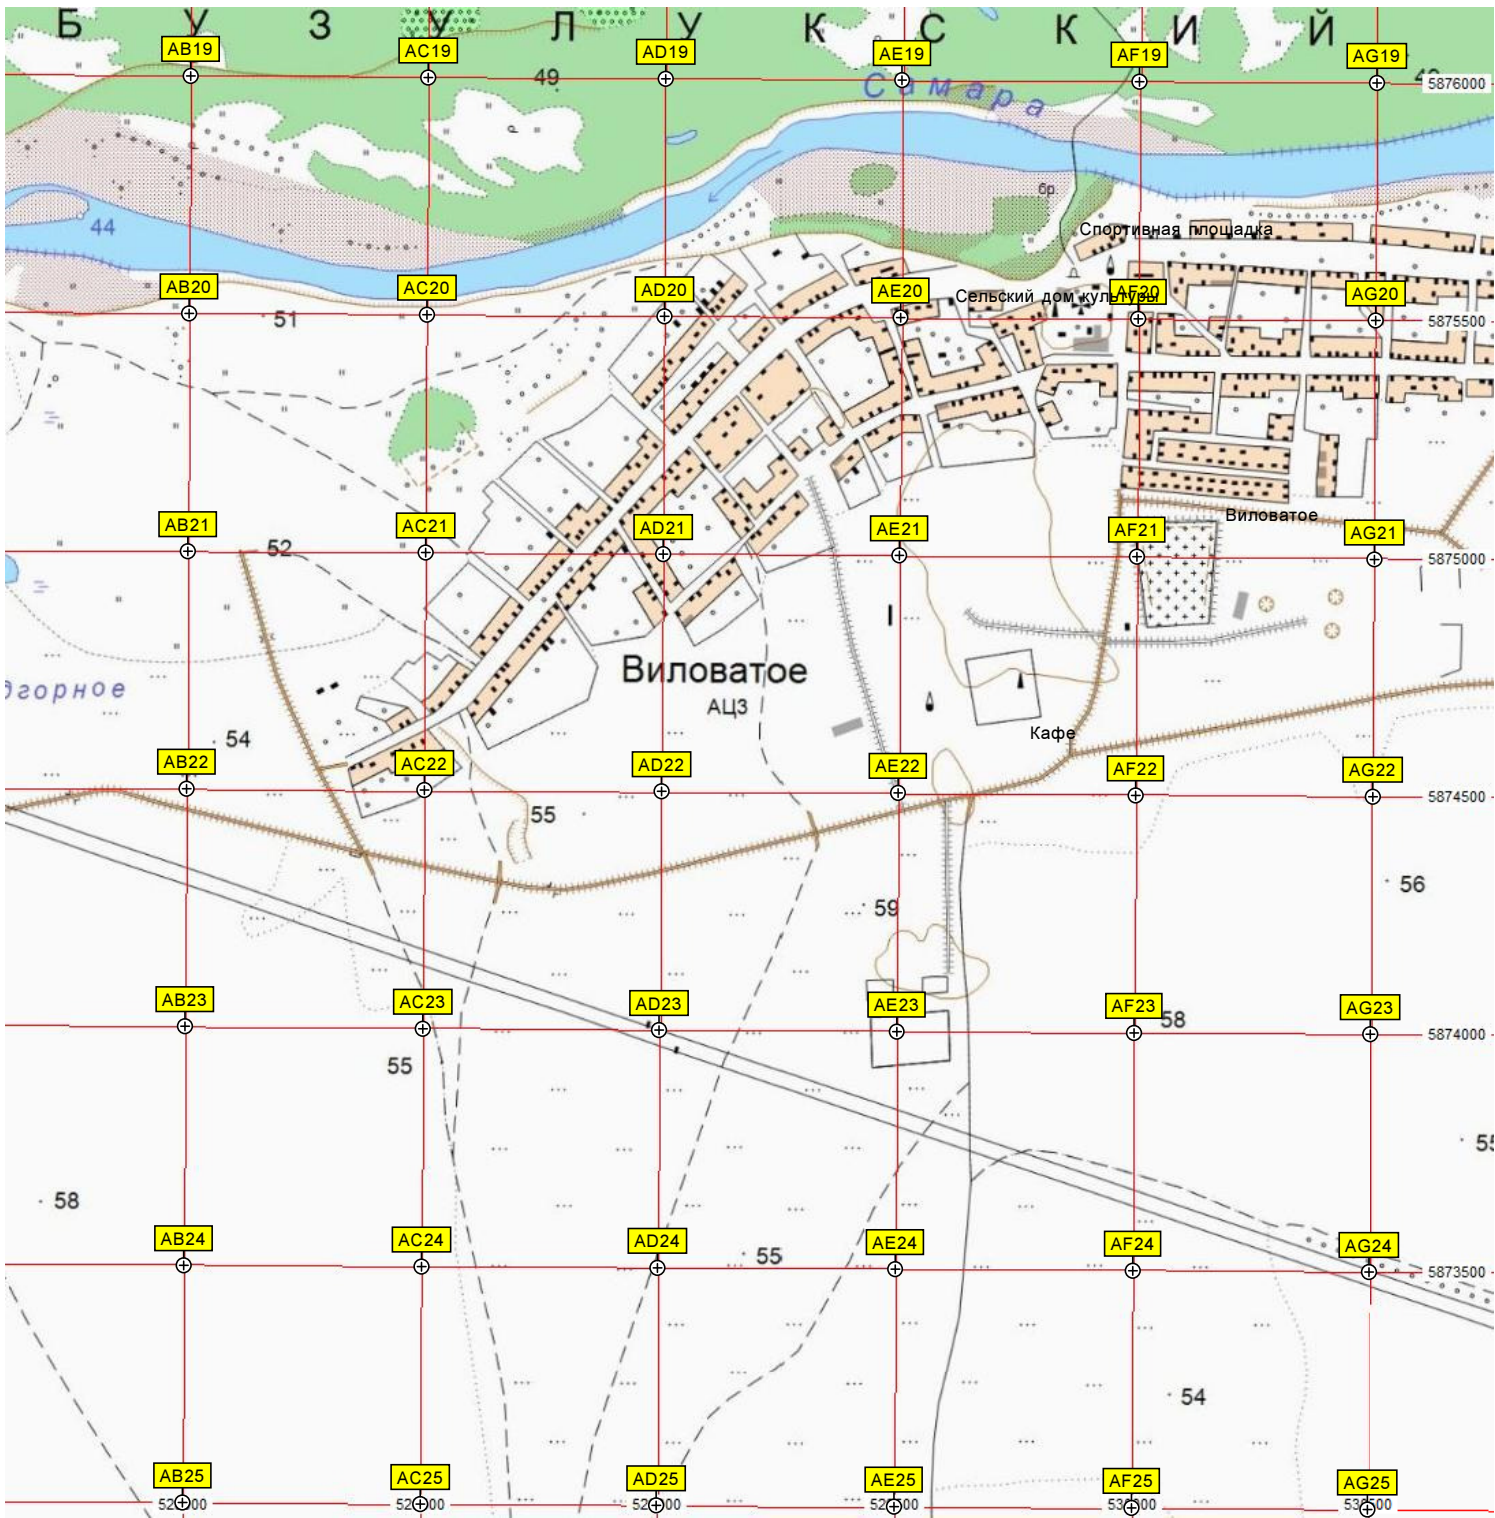 Б У З У Л У К С К И Й
AB19 AC19 AD19 AE19 AF19 AG19
49
5876000
Самара
44
бр.
Спортивная площадка
AB20 AC20 AD20 AE20 AF20 AG20
Сельский дом культуры
51
5875500
AB21 AC21 AD21 AE21 AF21 AG21
Виловатое
52
5875000
Виловатое
АЦЗ
54
Кафе
AB22 AC22 AD22 AE22 AF22 AG22
5874500
55
56
59
AB23 AC23 AD23 AE23 AF23 AG23
58
5874000
55
58
AB24 AC24 AD24 AE24 AF24 AG24
55
5873500
54
AB25 AC25 AD25 AE25 AF25 AG25